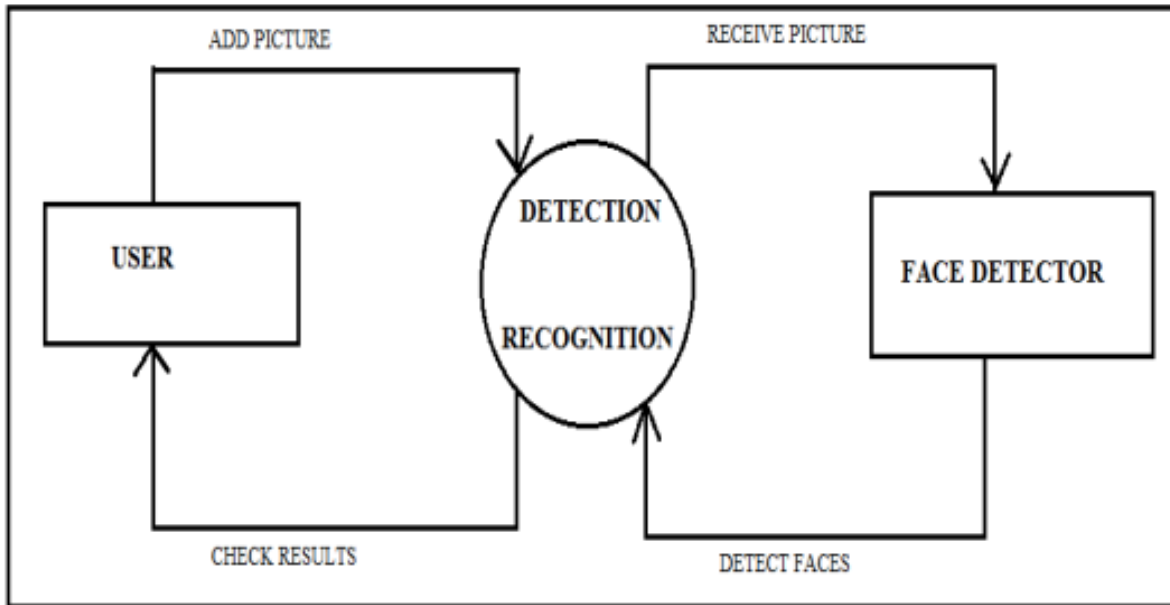 ADD PICTURE
RECEIVE PICTURE
DETECTION
USER
FACE DETECTOR
RECOGNITION
CHECK RESULTS
DETECT FACES